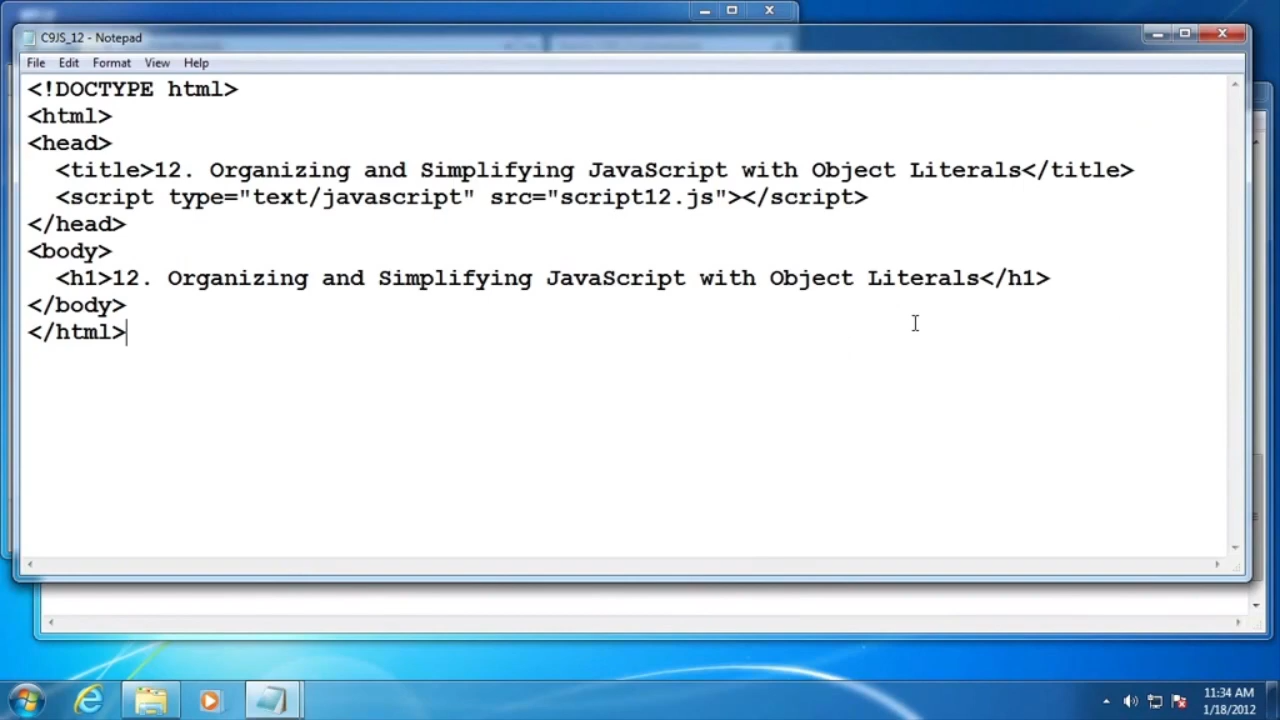 C9JS_12 - Notepad
File Edit Format View Help
<!DOCTYPE html>
<html>
<head>
  <title>12. Organizing and Simplifying JavaScript with Object Literals</title>
  <script type="text/javascript" src="script12.js"></script>
</head>
<body>
  <h1>12. Organizing and Simplifying JavaScript with Object Literals</h1>
</body>
</html>
11:34 AM
1/18/2012